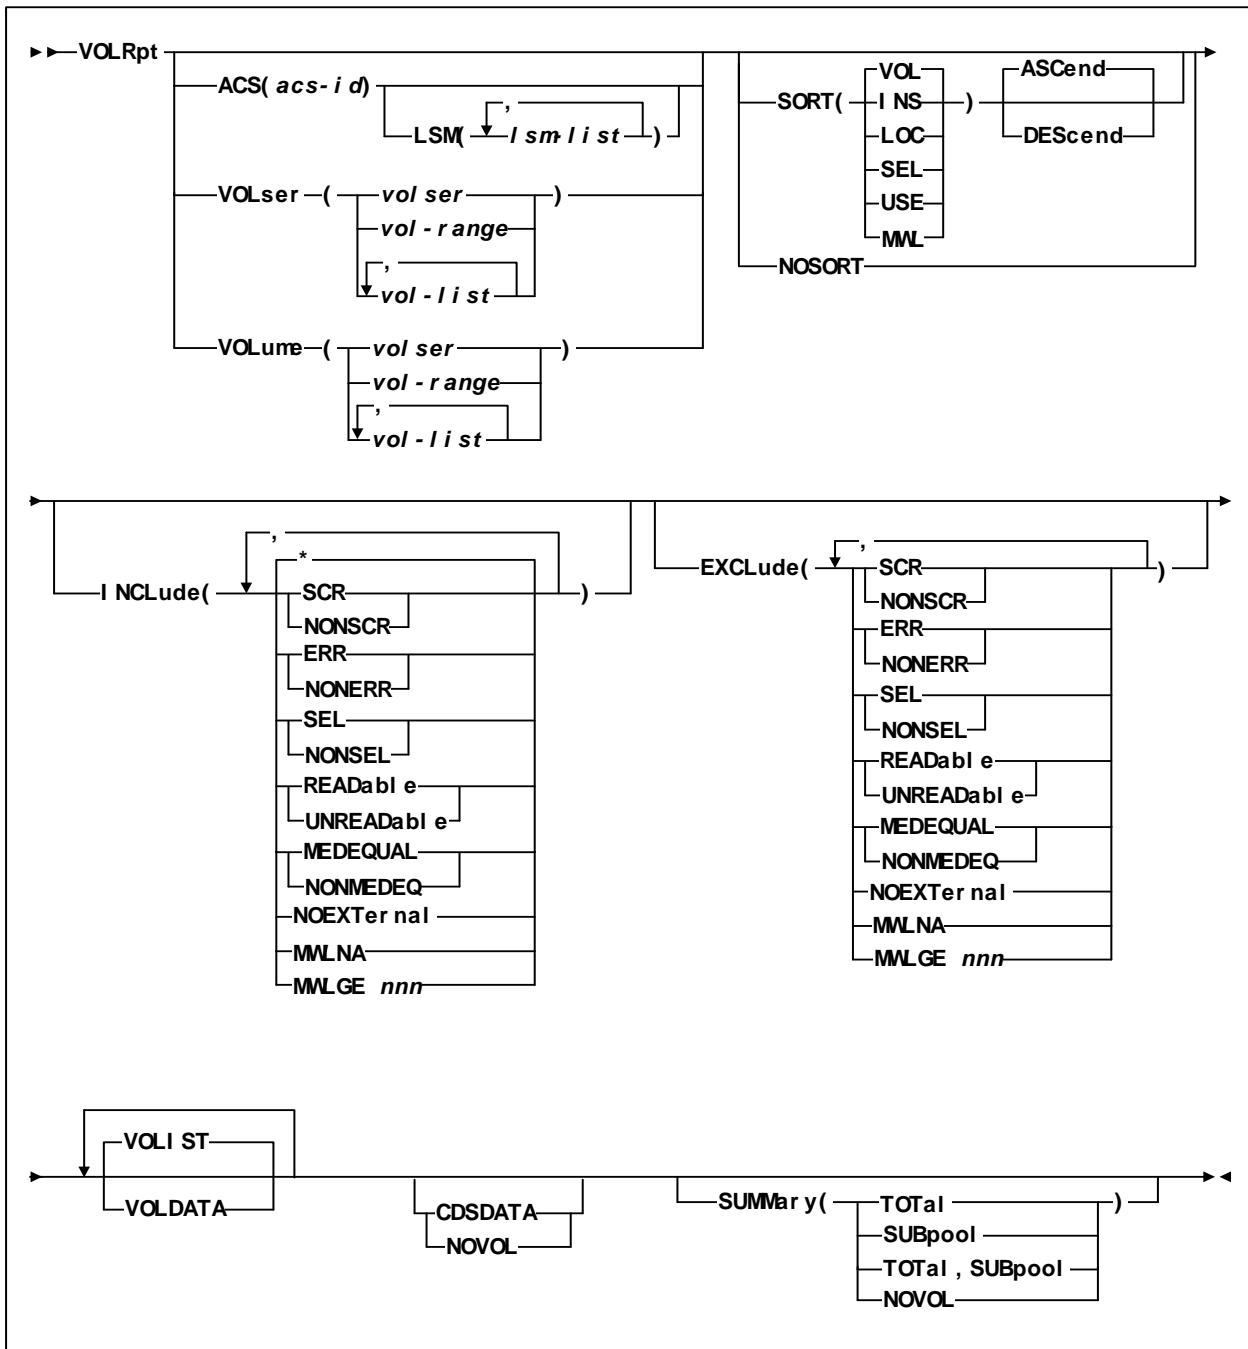 VOLRpt
ACS(acs-id)
LSM(
,
lsm-list
)
VOLser
(
volser
vol-range
,
vol-list
)
VOLume
(
volser
vol-range
,
vol-list
)
SORT(
VOL
INS
LOC
SEL
USE
MWL
)
ASCend
DEScend
NOSORT
INCLude(
,
*
SCR
NONSCR
ERR
NONERR
SEL
NONSEL
READable
UNREADable
MEDEQUAL
NONMEDEQ
NOEXTernal
MWLNA
MWLGE nnn
)
EXCLude(
,
SCR
NONSCR
ERR
NONERR
SEL
NONSEL
READable
UNREADable
MEDEQUAL
NONMEDEQ
NOEXTernal
MWLNA
MWLGE nnn
)
VOLIST
VOLDATA
CDSDATA
NOVOL
SUMMary(
TOTal
SUBpool
TOTal,SUBpool
NOVOL
)